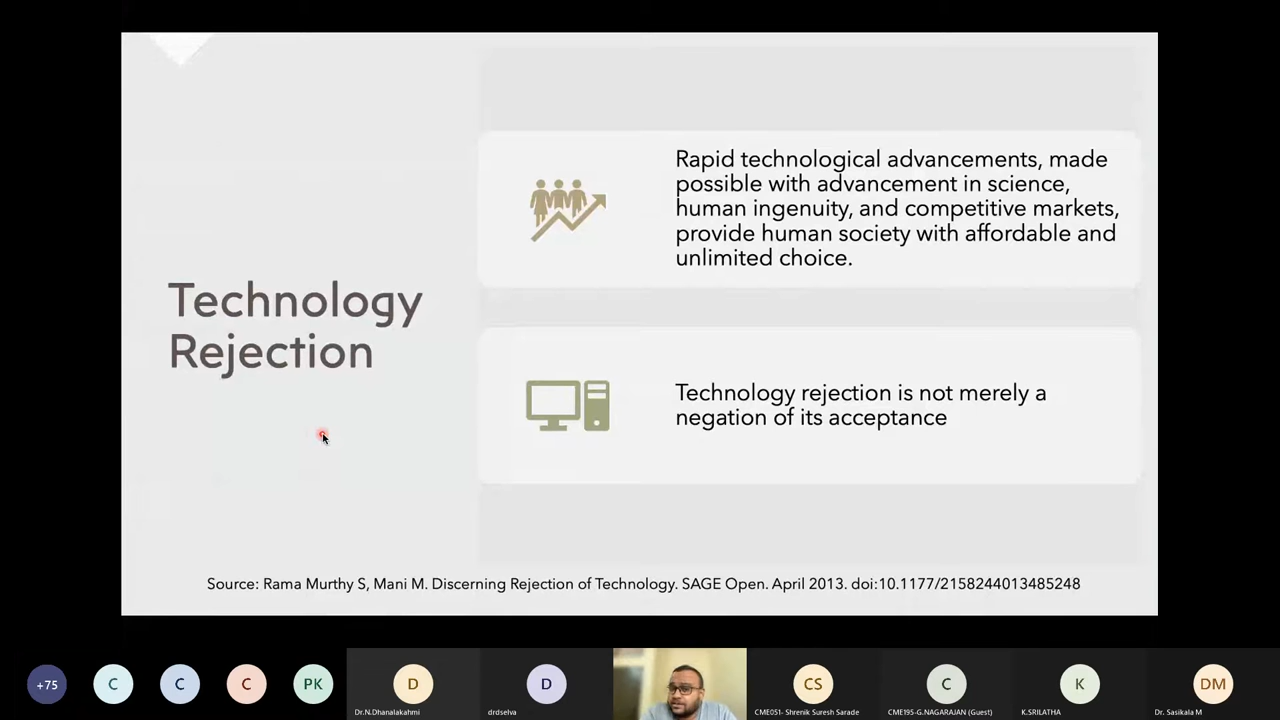 Technology
Rejection
Rapid technological advancements, made
possible with advancement in science,
human ingenuity, and competitive markets,
provide human society with affordable and
unlimited choice.
Technology rejection is not merely a
negation of its acceptance
Source: Rama Murthy S, Mani M. Discerning Rejection of Technology. SAGE Open. April 2013. doi:10.1177/2158244013485248
+75
C
C
C
PK
D
Dr.N.Dhanalakahmi
D
drdselva
CS
CME051- Shrenik Suresh Sarade
C
CME195-G.NAGARAJAN (Guest)
K
K.SRILATHA
DM
Dr. Sasikala M